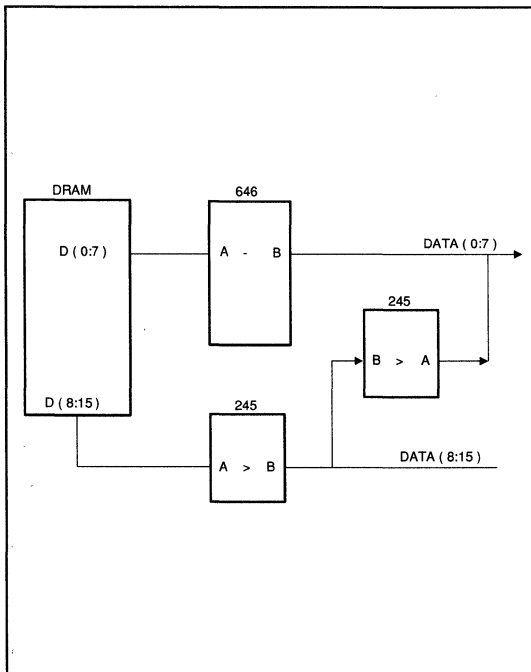 DRAM
646
D ( 0:7 )
A - B
DATA ( 0:7 )
245
B > A
D ( 8:15 )
245
A > B
DATA ( 8:15 )